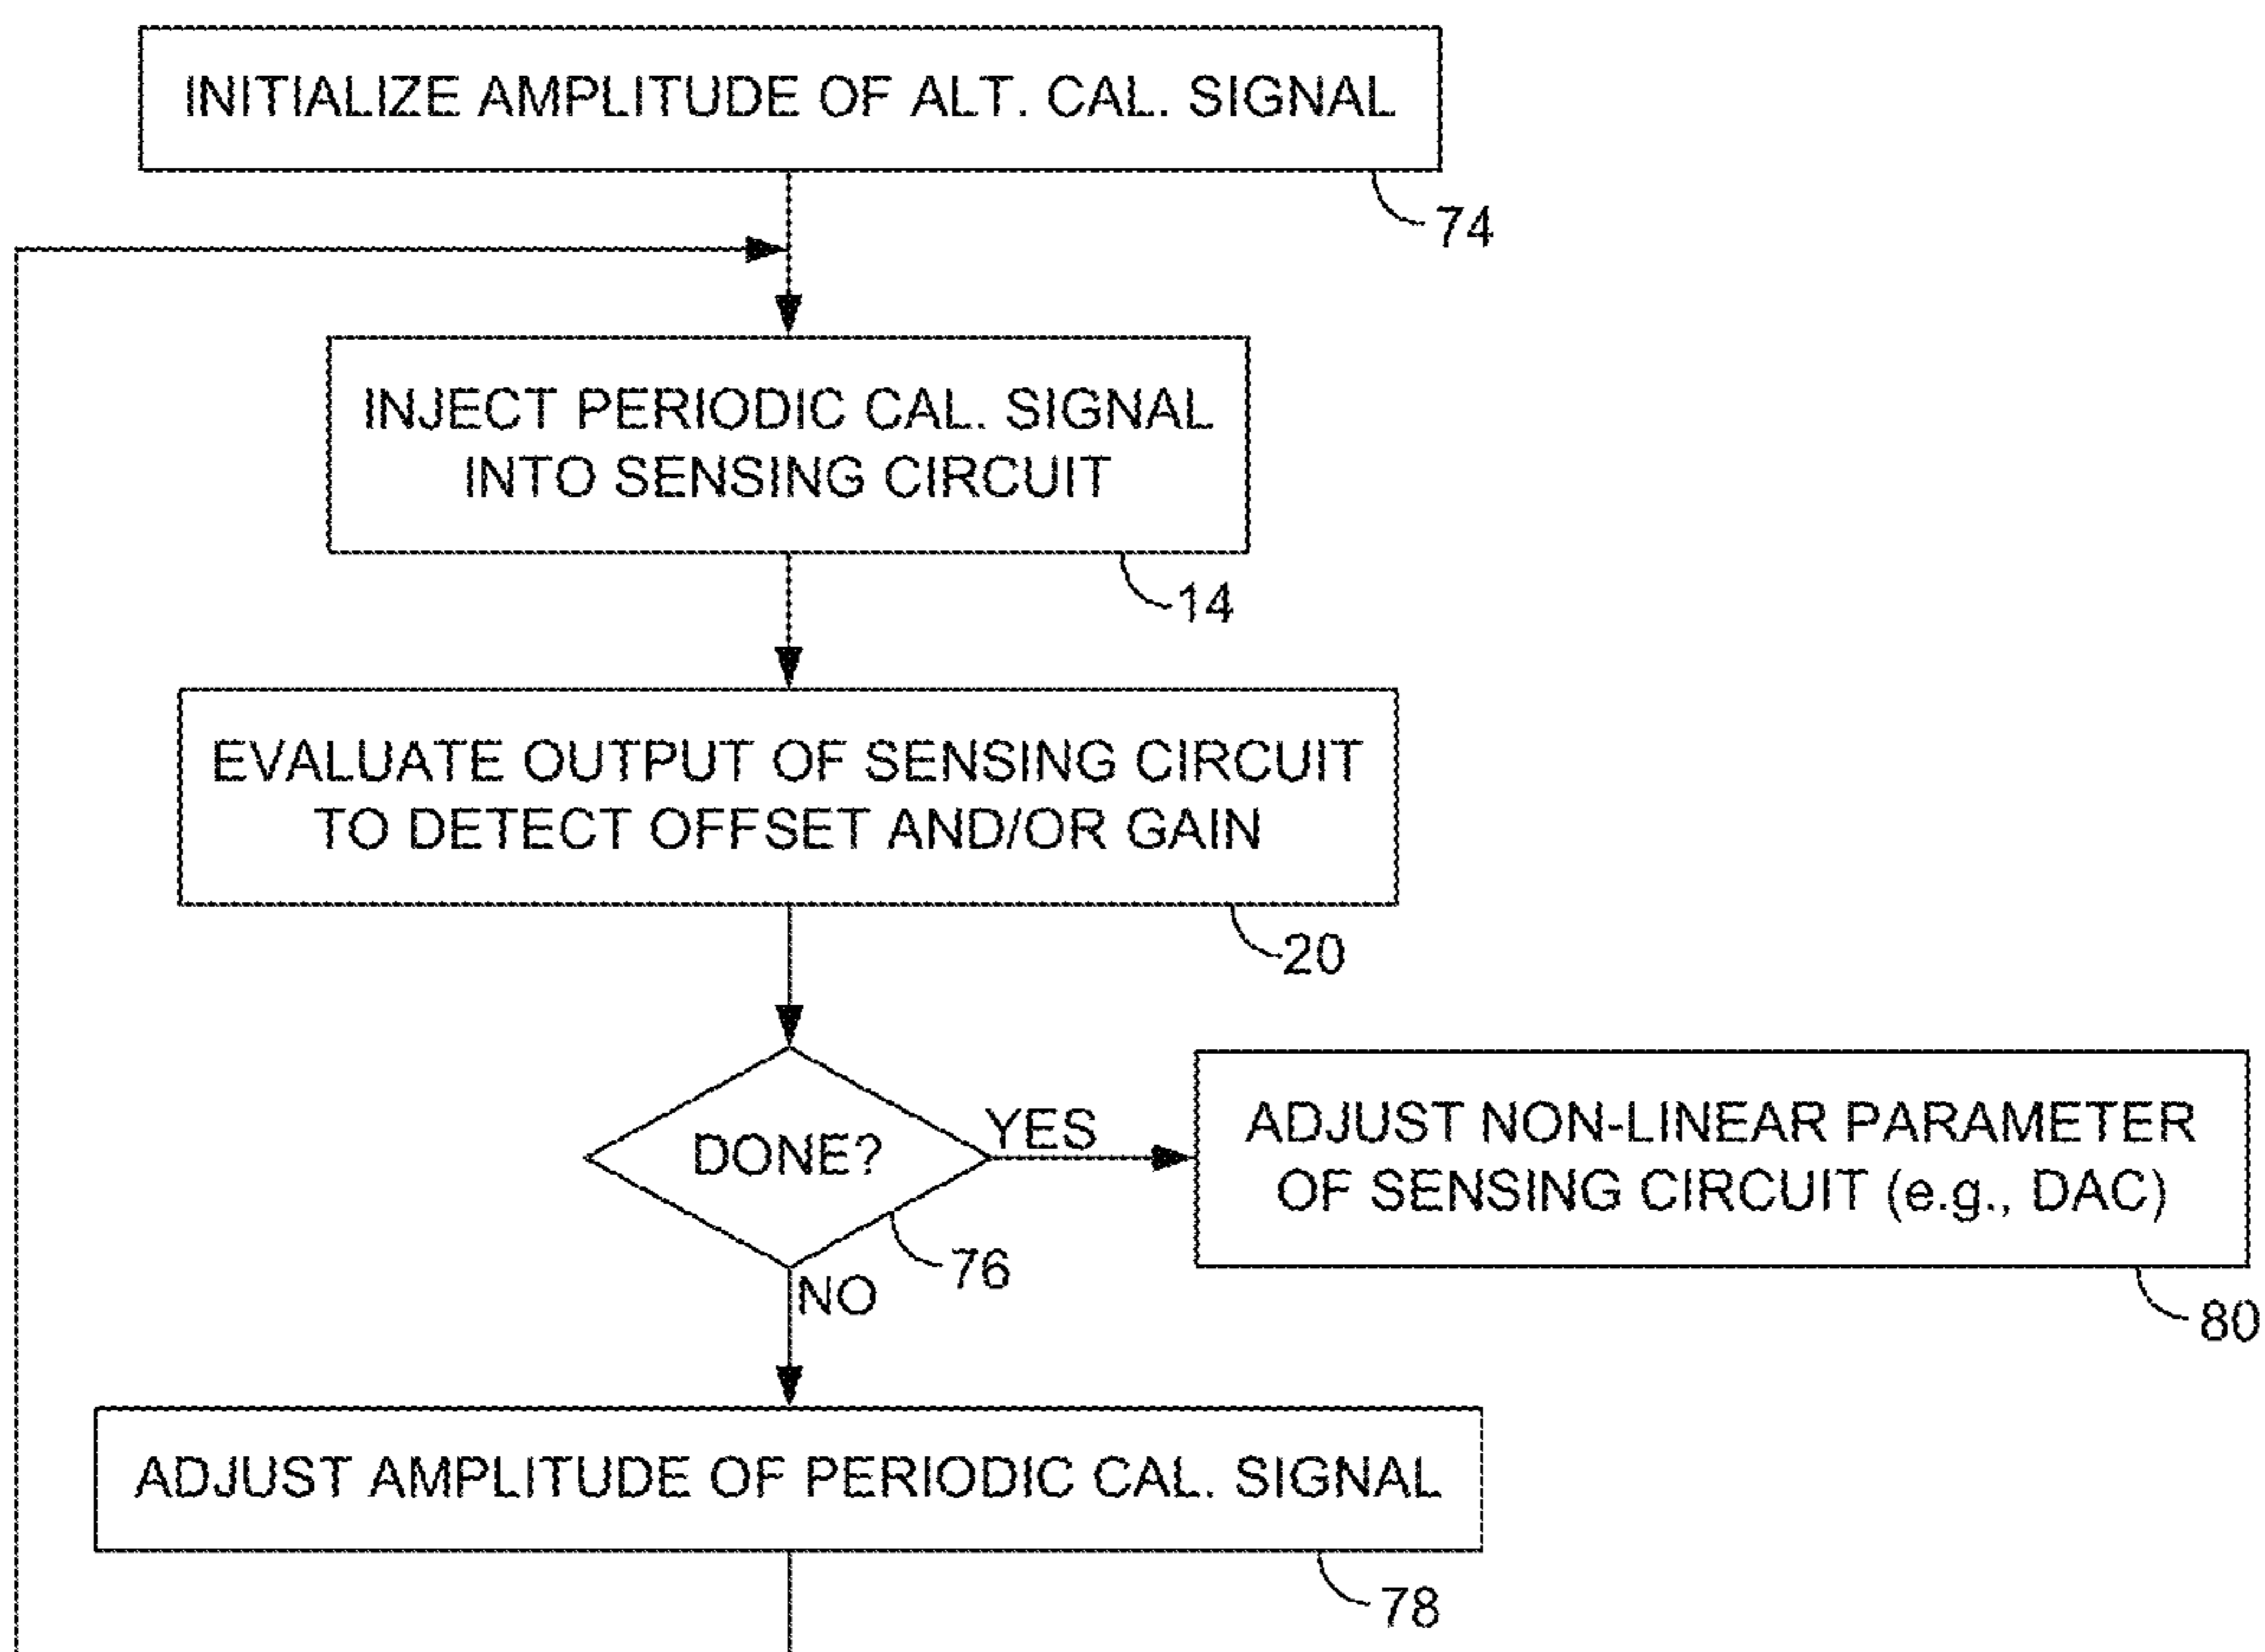 INITIALIZE AMPLITUDE OF ALT. CAL. SIGNAL
74
INJECT PERIODIC CAL. SIGNAL
INTO SENSING CIRCUIT
14
EVALUATE OUTPUT OF SENSING CIRCUIT
TO DETECT OFFSET AND/OR GAIN
20
DONE?
YES
ADJUST NON-LINEAR PARAMETER
OF SENSING CIRCUIT (e.g., DAC)
76
NO
80
ADJUST AMPLITUDE OF PERIODIC CAL. SIGNAL
78